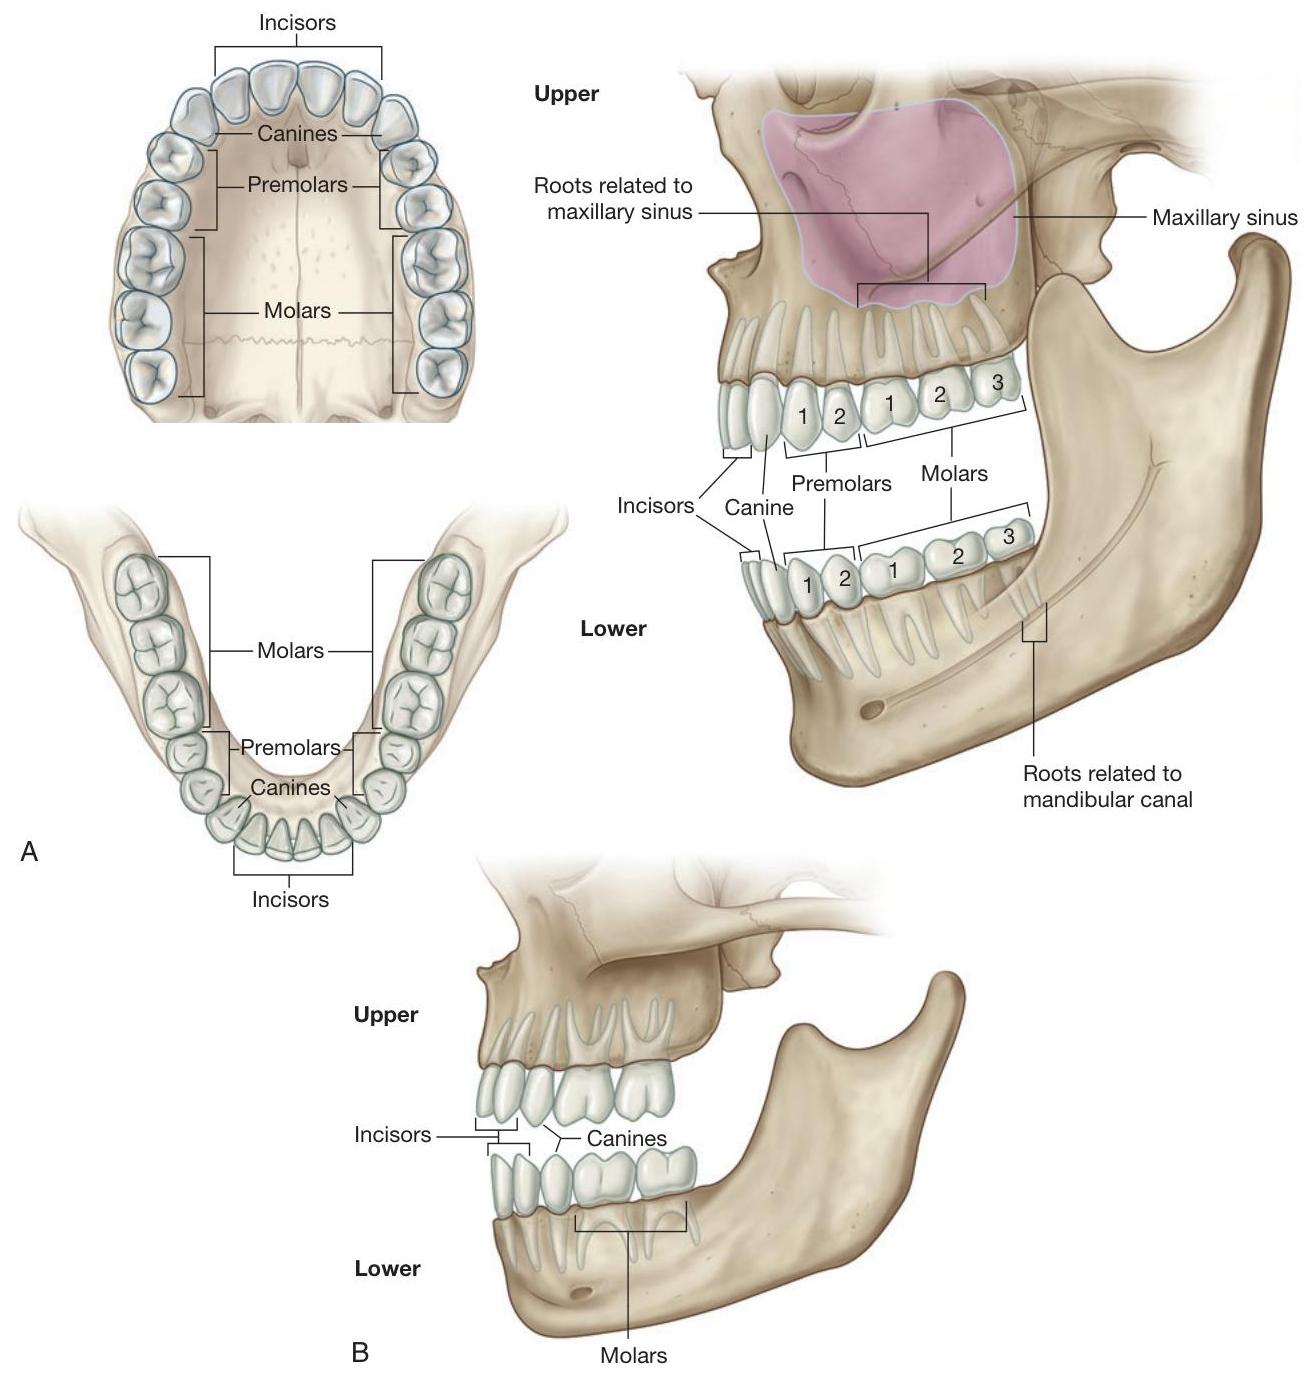 Incisors
Canines
Premolars
Molars
Upper
Roots related to
maxillary sinus
Maxillary sinus
1
2
1
2
3
Premolars
Molars
Incisors
Canine
1
2
1
2
3
Lower
Roots related to
mandibular canal
Molars
Premolars
Canines
Incisors
A
Upper
Incisors
Canines
Lower
Molars
B